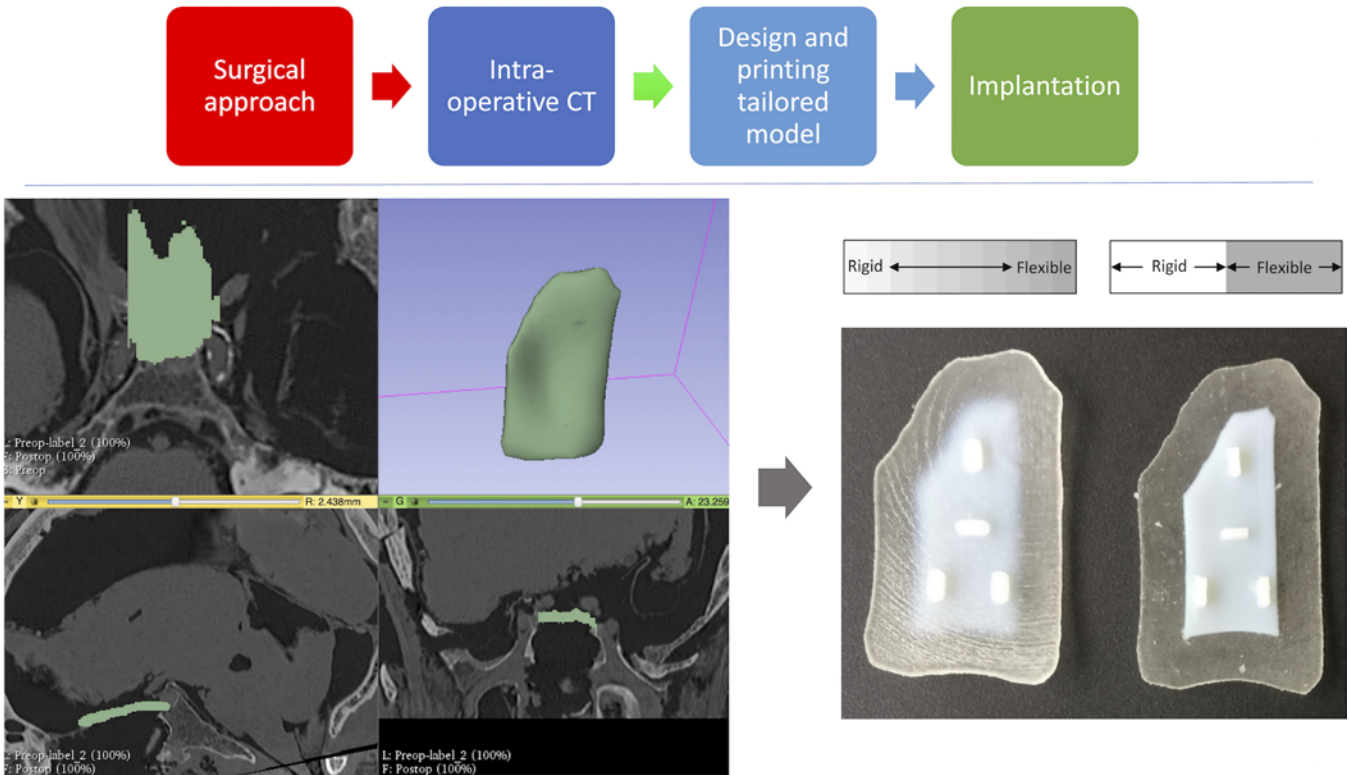 Surgical
approach
Intra-
operative CT
Design and
printing
tailored
model
Implantation
L: Preop-label_2 (100%)
F: Postop (100%)
B: Preop
Y R: 2.438mm
G A: 23.259
Rigid Flexible
Rigid Flexible
L: Preop-label_2 (100%)
F: Postop (100%)
L: Preop-label_2 (100%)
F: Postop (100%)